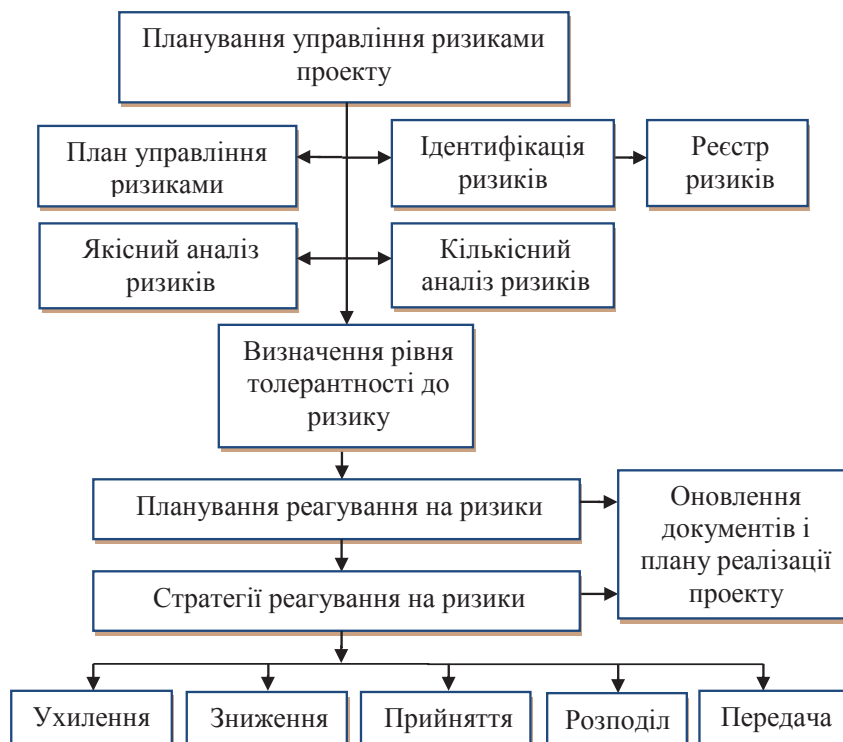 Планування управління ризиками
проекту
План управління
ризиками
Ідентифікація
ризиків
Реєстр
ризиків
Якісний аналіз
ризиків
Кількісний
аналіз ризиків
Визначення рівня
толерантності до
ризику
Планування реагування на ризики
Оновлення
документів і
плану реалізації
проекту
Стратегії реагування на ризики
Ухилення
Зниження
Прийняття
Розподіл
Передача